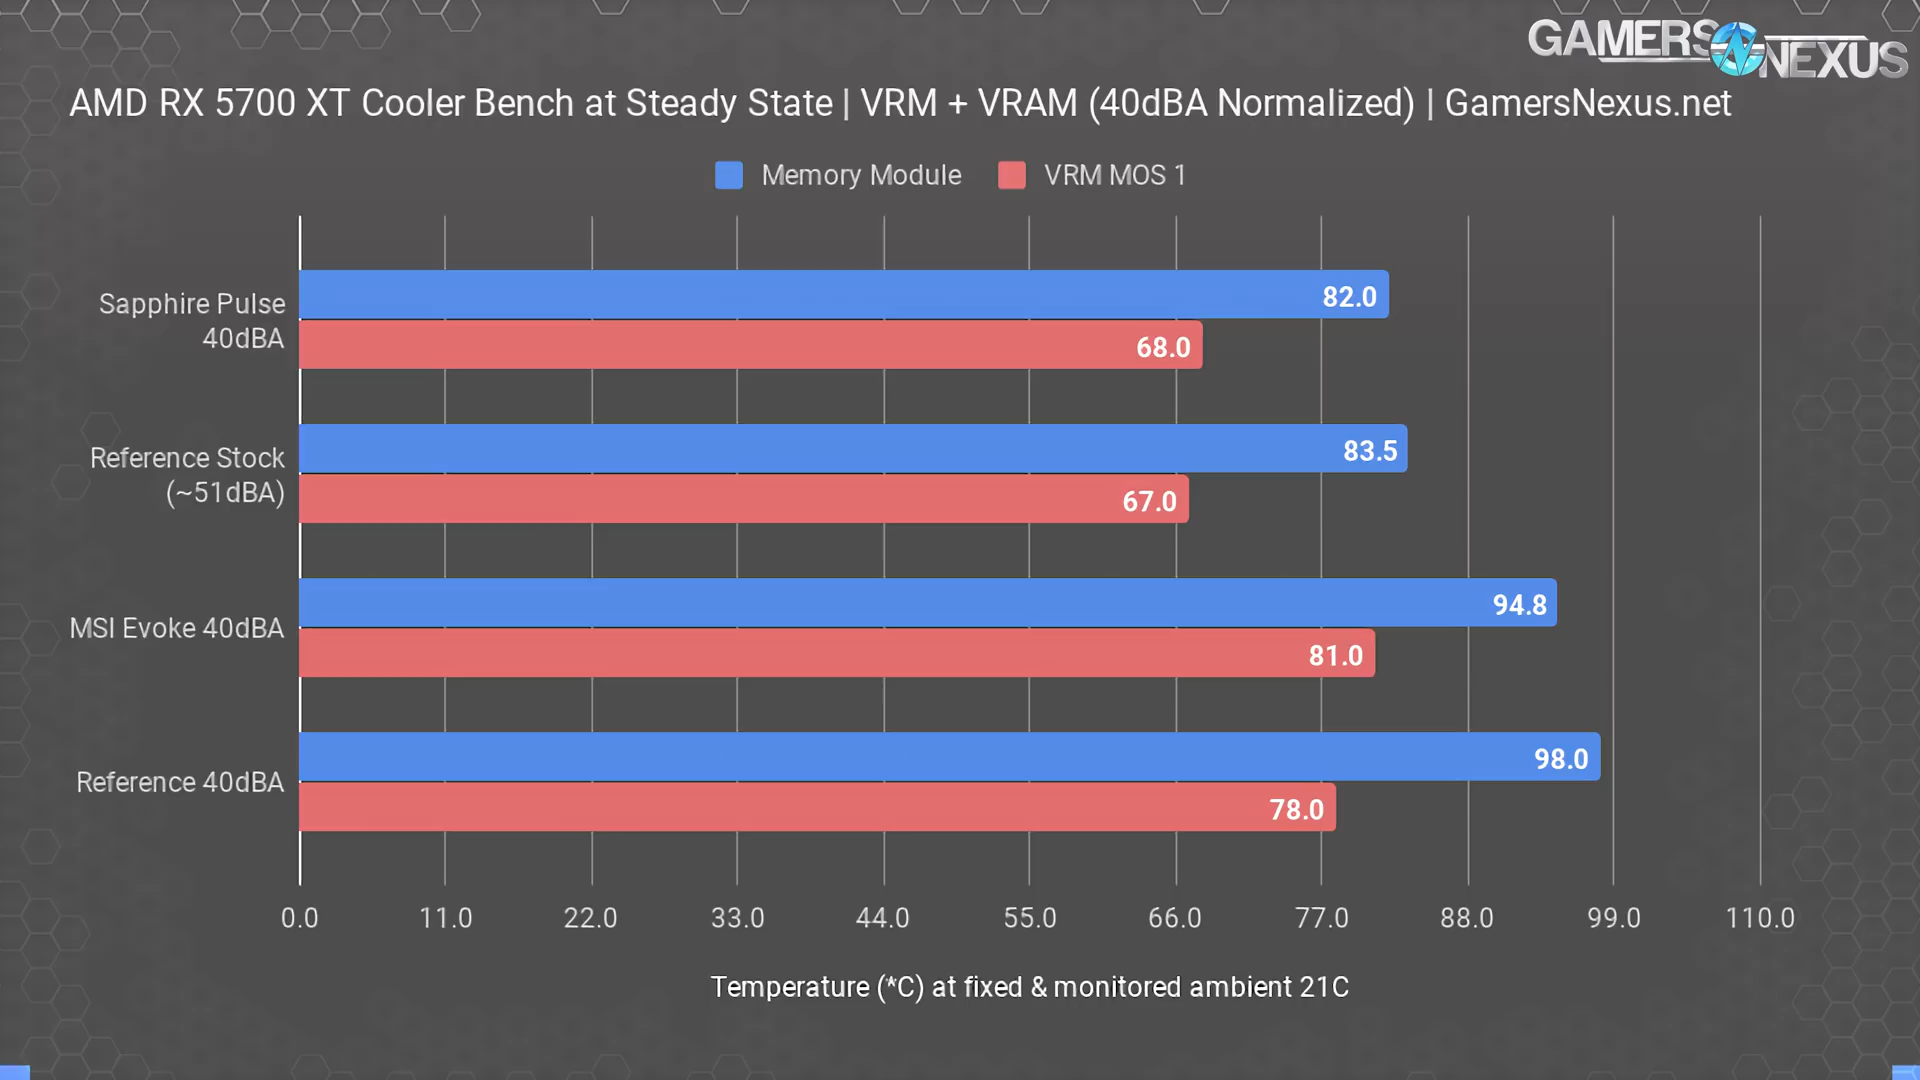 GAMERS NEXUS
AMD RX 5700 XT Cooler Bench at Steady State | VRM + VRAM (40dBA Normalized) | GamersNexus.net
Memory Module
VRM MOS 1
Sapphire Pulse
40dBA
82.0
68.0
Reference Stock
(~51dBA)
83.5
67.0
MSI Evoke 40dBA
94.8
81.0
Reference 40dBA
98.0
78.0
0.0 11.0 22.0 33.0 44.0 55.0 66.0 77.0 88.0 99.0 110.0
Temperature (*C) at fixed & monitored ambient 21C